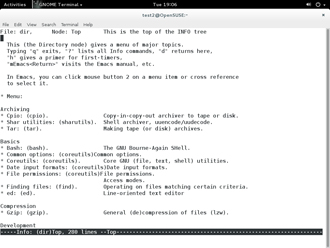 Activities GNOME Terminal Tue 19:06
test2@OpenSUSE:~
File Edit View Search Terminal Help
File: dir, Node: Top This is the top of the INFO tree
This (the Directory node) gives a menu of major topics.
Typing 'q' exits, '?' lists all Info commands, 'd' returns here,
'h' gives a primer for first-timers,
'mEmacs<Return>' visits the Emacs manual, etc.
In Emacs, you can click mouse button 2 on a menu item or cross reference
to select it.
* Menu:
Archiving
* Cpio: (cpio). Copy-in-copy-out archiver to tape or disk.
* Shar utilities: (sharutils). Shell archiver, uuencode/uudecode.
* Tar: (tar). Making tape (or disk) archives.
Basics
* Bash: (bash). The GNU Bourne-Again SHell.
* Common options: (coreutils)Common options.
* Coreutils: (coreutils). Core GNU (file, text, shell) utilities.
* Date input formats: (coreutils)Date input formats.
* File permissions: (coreutils)File permissions.
Access modes.
* Finding files: (find). Operating on files matching certain criteria.
* ed: (ed). Line-oriented text editor
Compression
* Gzip: (gzip). General (de)compression of files (lzw).
Development
-----Info: (dir)Top, 280 lines --Top-----